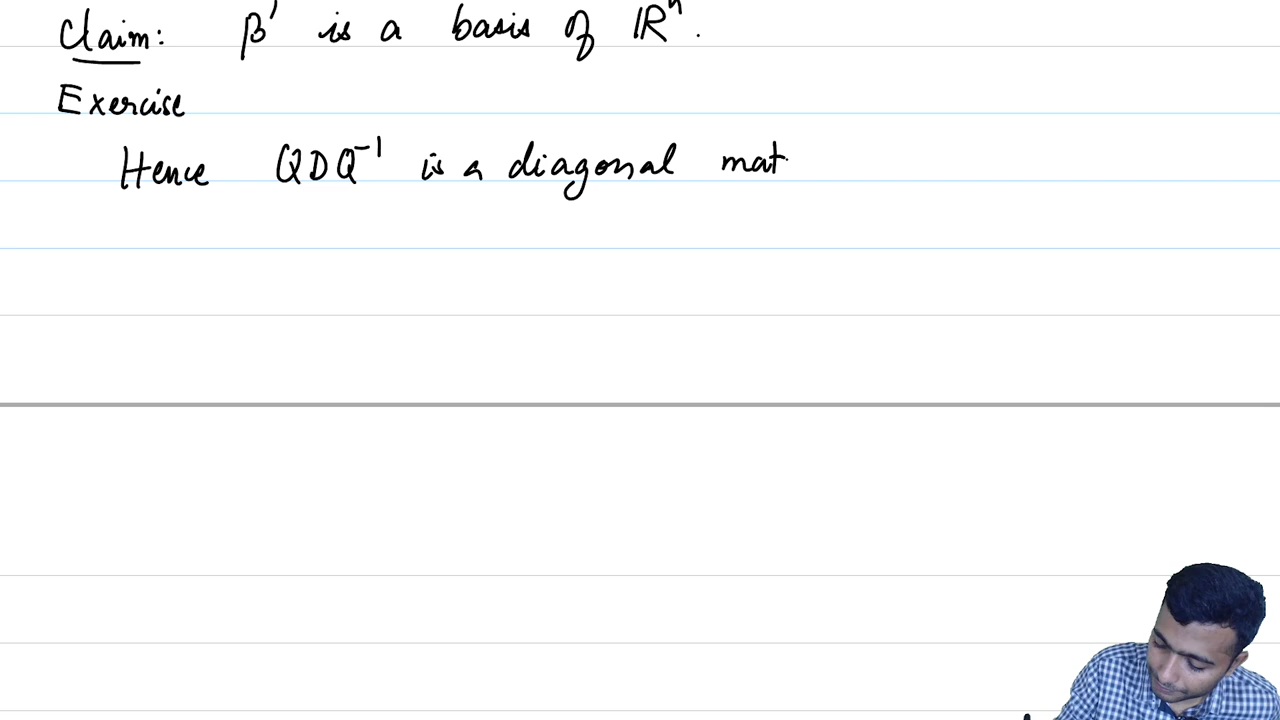 Claim: β' is a basis of ℝⁿ.
Exercise
Hence QDQ⁻¹ is a diagonal mat